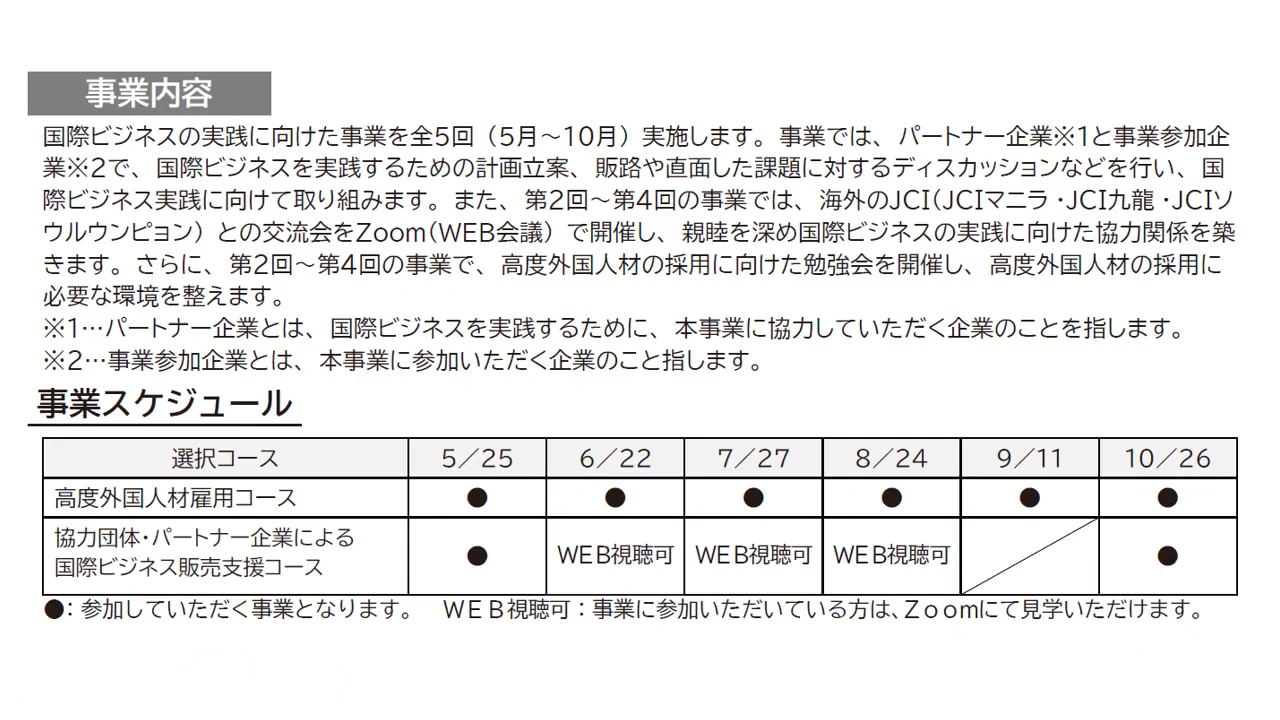 事業内容
国際ビジネスの実践に向けた事業を全5回（5月～10月）実施します。事業では、パートナー企業※1と事業参加企
業※2で、国際ビジネスを実践するための計画立案、販路や直面した課題に対するディスカッションなどを行い、国
際ビジネス実践に向けて取り組みます。また、第2回～第4回の事業では、海外のJCI（JCIマニラ・JCI九龍・JCIソ
ウルウンピョン）との交流会をZoom（WEB会議）で開催し、親睦を深め国際ビジネスの実践に向けた協力関係を築
きます。さらに、第2回～第4回の事業で、高度外国人材の採用に向けた勉強会を開催し、高度外国人材の採用に
必要な環境を整えます。
※1…パートナー企業とは、国際ビジネスを実践するために、本事業に協力していただく企業のことを指します。
※2…事業参加企業とは、本事業に参加いただく企業のこと指します。
事業スケジュール
選択コース 5／25 6／22 7／27 8／24 9／11 10／26
高度外国人材雇用コース ● ● ● ● ● ●
協力団体・パートナー企業による
国際ビジネス販売支援コース ● WEB視聴可 WEB視聴可 WEB視聴可 ●
●：参加していただく事業となります。 WEB視聴可：事業に参加いただいている方は、Zoomにて見学いただけます。